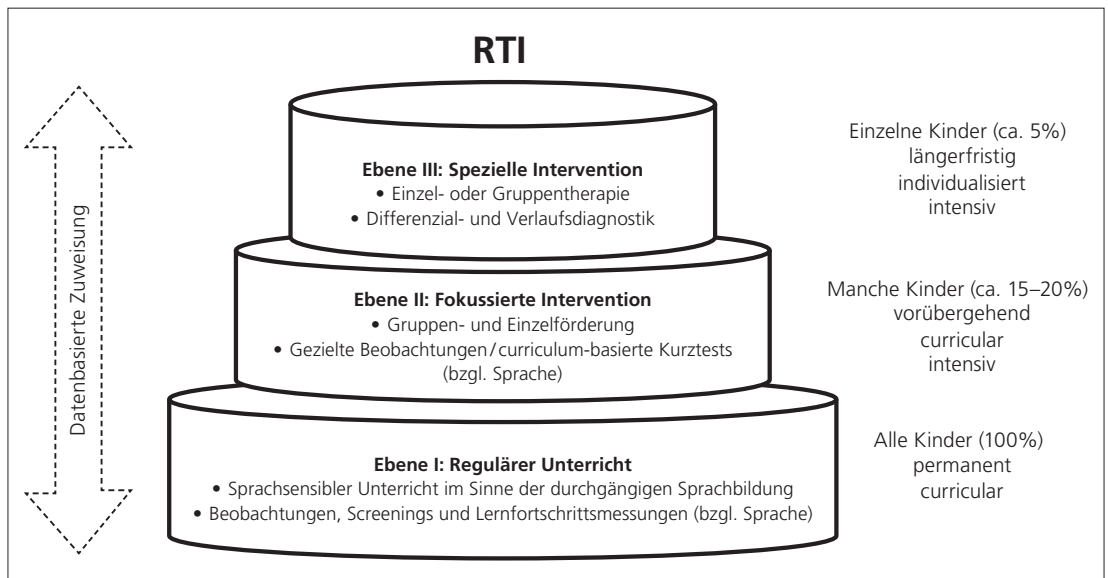 RTI
Datenbasierte Zuweisung
Ebene III: Spezielle Intervention
• Einzel- oder Gruppentherapie
• Differenzial- und Verlaufsdiagnostik
Einzelne Kinder (ca. 5%)
längerfristig
individualisiert
intensiv
Ebene II: Fokussierte Intervention
• Gruppen- und Einzelförderung
• Gezielte Beobachtungen/curriculum-basierte Kurztests
(bzgl. Sprache)
Manche Kinder (ca. 15–20%)
vorübergehend
curricular
intensiv
Ebene I: Regulärer Unterricht
• Sprachsensibler Unterricht im Sinne der durchgängigen Sprachbildung
• Beobachtungen, Screenings und Lernfortschrittsmessungen (bzgl. Sprache)
Alle Kinder (100%)
permanent
curricular